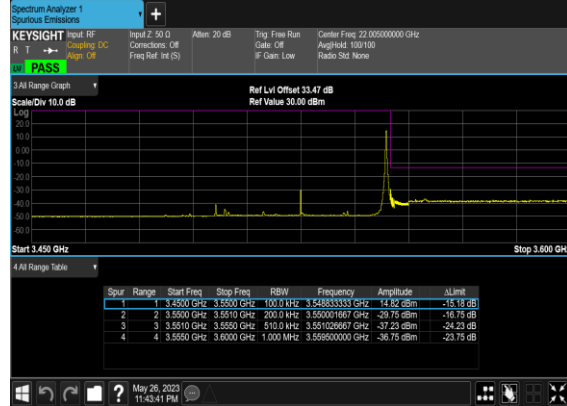 Spectrum Analyzer 1
Spurious Emissions
+
KEYSIGHT Input: RF Input Z: 50 Ω Atten: 20 dB Trig: Free Run Center Freq: 22.005000000 GHz
R T Coupling: DC Corrections: Off Gate: Off Avg|Hold: 100/100
Align: Off Freq Ref: Int (S) IF Gain: Low Radio Std: None
LW PASS
3 All Range Graph
Ref Lvl Offset 33.47 dB
Scale/Div 10.0 dB Ref Value 30.00 dBm
Log
20.0
10.0
0.00
-10.0
-20.0
-30.0
-40.0
-50.0
-60.0
Start 3.450 GHz Stop 3.600 GHz
4 All Range Table
Spur Range Start Freq Stop Freq RBW Frequency Amplitude ΔLimit
1 1 3.4500 GHz 3.5500 GHz 100.0 kHz 3.548833333 GHz 14.82 dBm -15.18 dB
2 2 3.5500 GHz 3.5510 GHz 200.0 kHz 3.550001667 GHz -29.75 dBm -16.75 dB
3 3 3.5510 GHz 3.5550 GHz 510.0 kHz 3.551026667 GHz -37.23 dBm -24.23 dB
4 4 3.5550 GHz 3.6000 GHz 1.000 MHz 3.559500000 GHz -36.75 dBm -23.75 dB
? May 26, 2023
11:43:41 PM